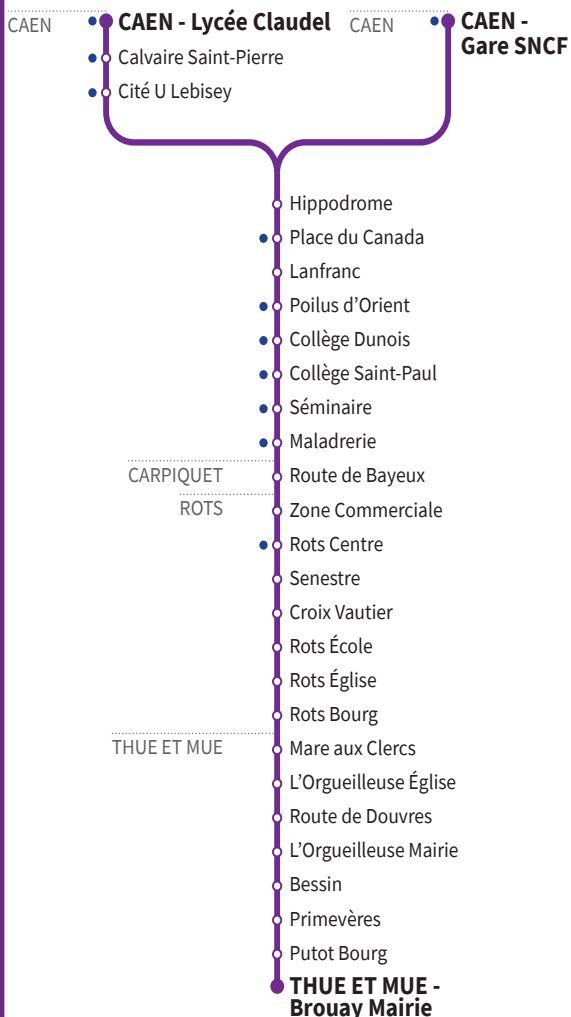 CAEN
CAEN - Lycée Claudel
Calvaire Saint-Pierre
Cité U Lebisey
CAEN
CAEN -
Gare SNCF
Hippodrome
Place du Canada
Lanfranc
Poilus d’Orient
Collège Dunois
Collège Saint-Paul
Séminaire
Maladrerie
CARPIQUET
Route de Bayeux
ROTS
Zone Commerciale
Rots Centre
Senestre
Croix Vautier
Rots École
Rots Église
Rots Bourg
THUE ET MUE
Mare aux Clercs
L’Orgueilleuse Église
Route de Douvres
L’Orgueilleuse Mairie
Bessin
Primevères
Putot Bourg
THUE ET MUE -
Brouay Mairie